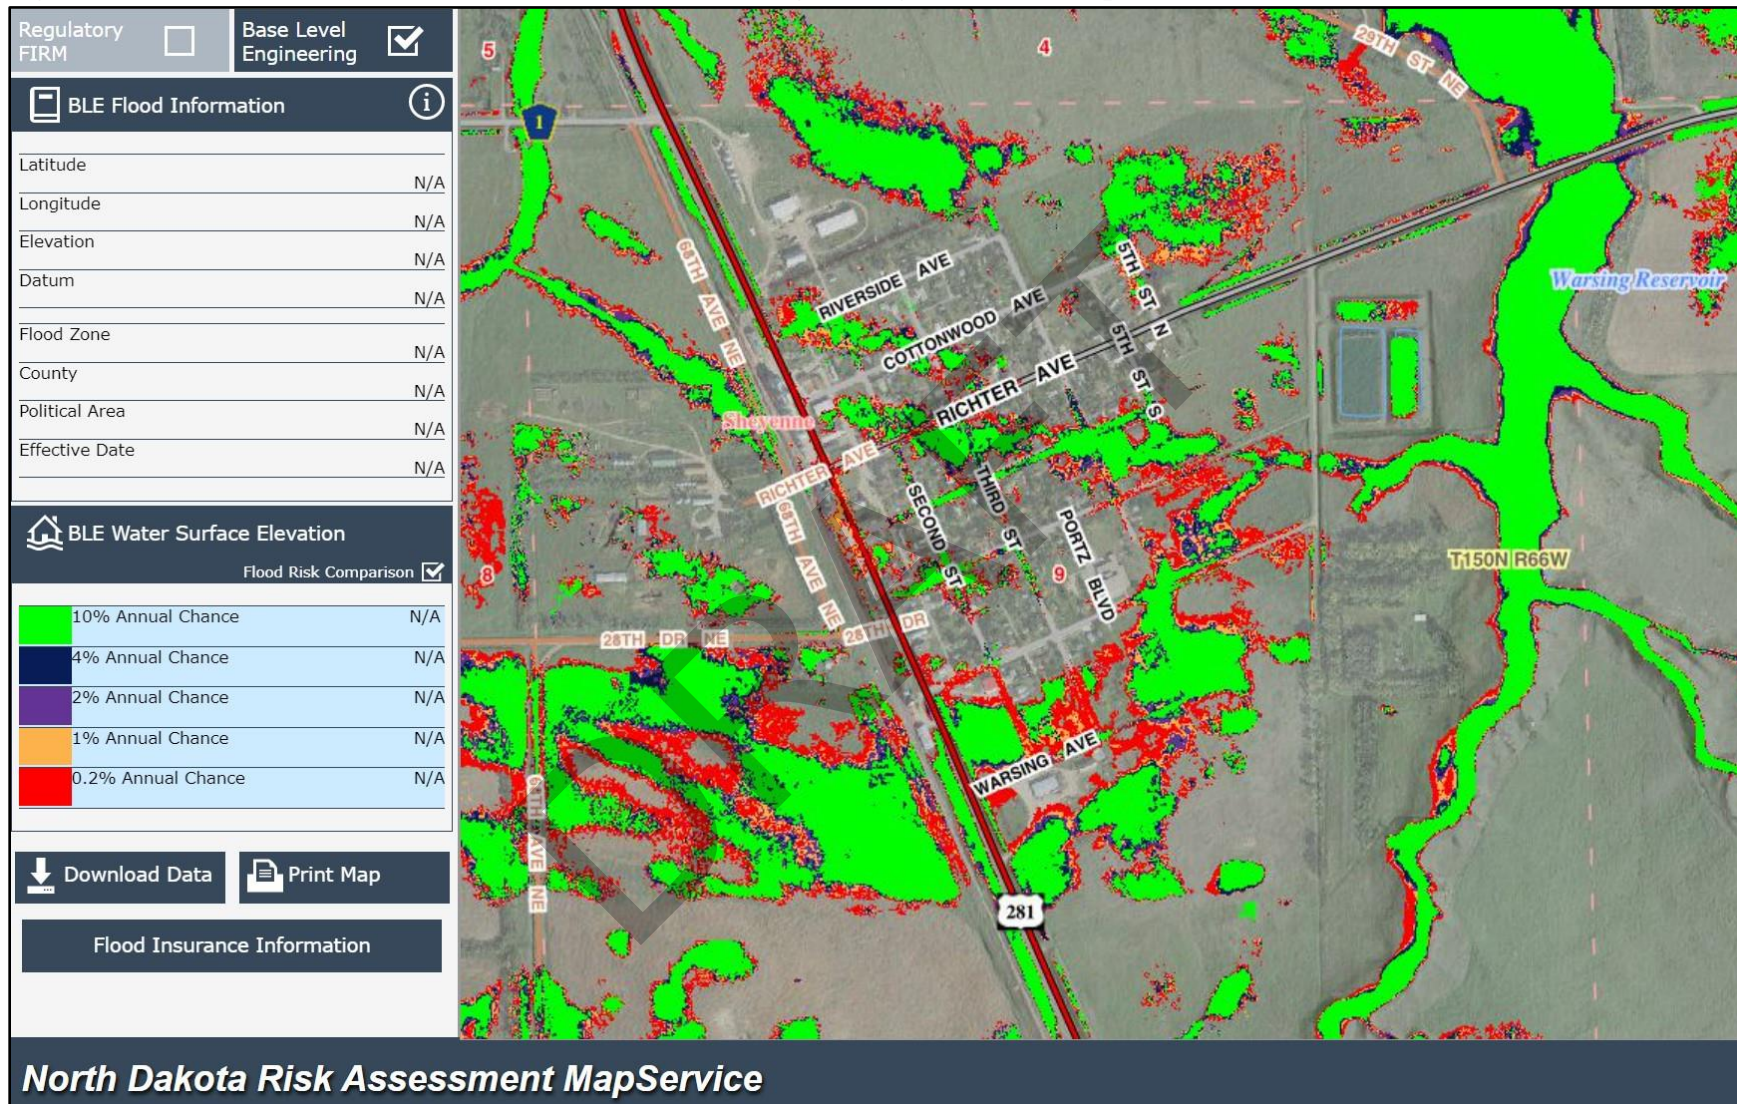 Regulatory
FIRM
Base Level
Engineering
BLE Flood Information
i
Latitude
N/A
Longitude
N/A
Elevation
N/A
Datum
N/A
Flood Zone
N/A
County
N/A
Political Area
N/A
Effective Date
N/A
BLE Water Surface Elevation
Flood Risk Comparison
10% Annual Chance N/A
4% Annual Chance N/A
2% Annual Chance N/A
1% Annual Chance N/A
0.2% Annual Chance N/A
Download Data
Print Map
Flood Insurance Information
5
4
29TH ST NE
1
68TH AVE NE
RIVERSIDE AVE
COTTONWOOD AVE
5TH ST N
Warsing Reservoir
RICHTER AVE
5TH ST S
Sheyenne
RICHTER AVE
68TH AVE NE
SECOND ST
THIRD ST
PORTZ BLVD
8
9
T150N R66W
28TH DR NE
28TH DR
WARSING AVE
68TH AVE NE
281
DRAFT
North Dakota Risk Assessment MapService